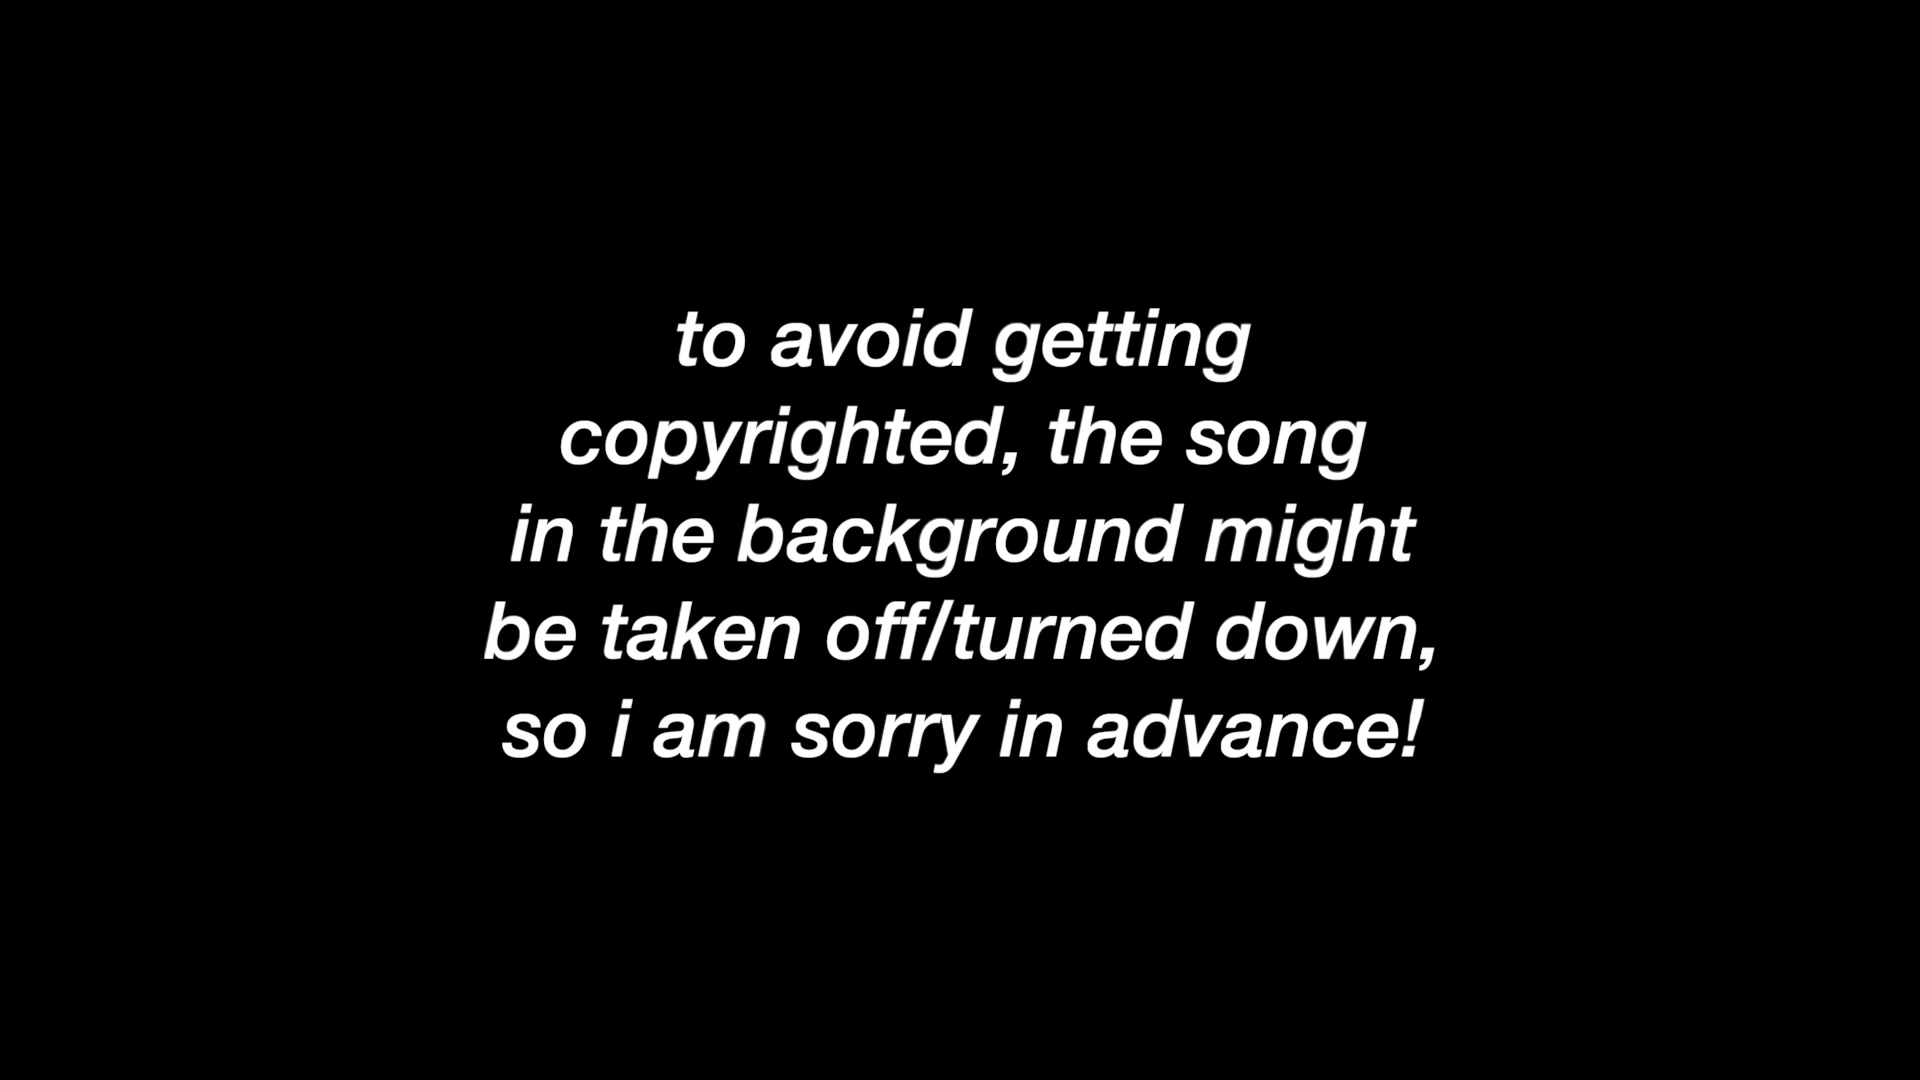 to avoid getting
copyrighted, the song
in the background might
be taken off/turned down,
so i am sorry in advance!